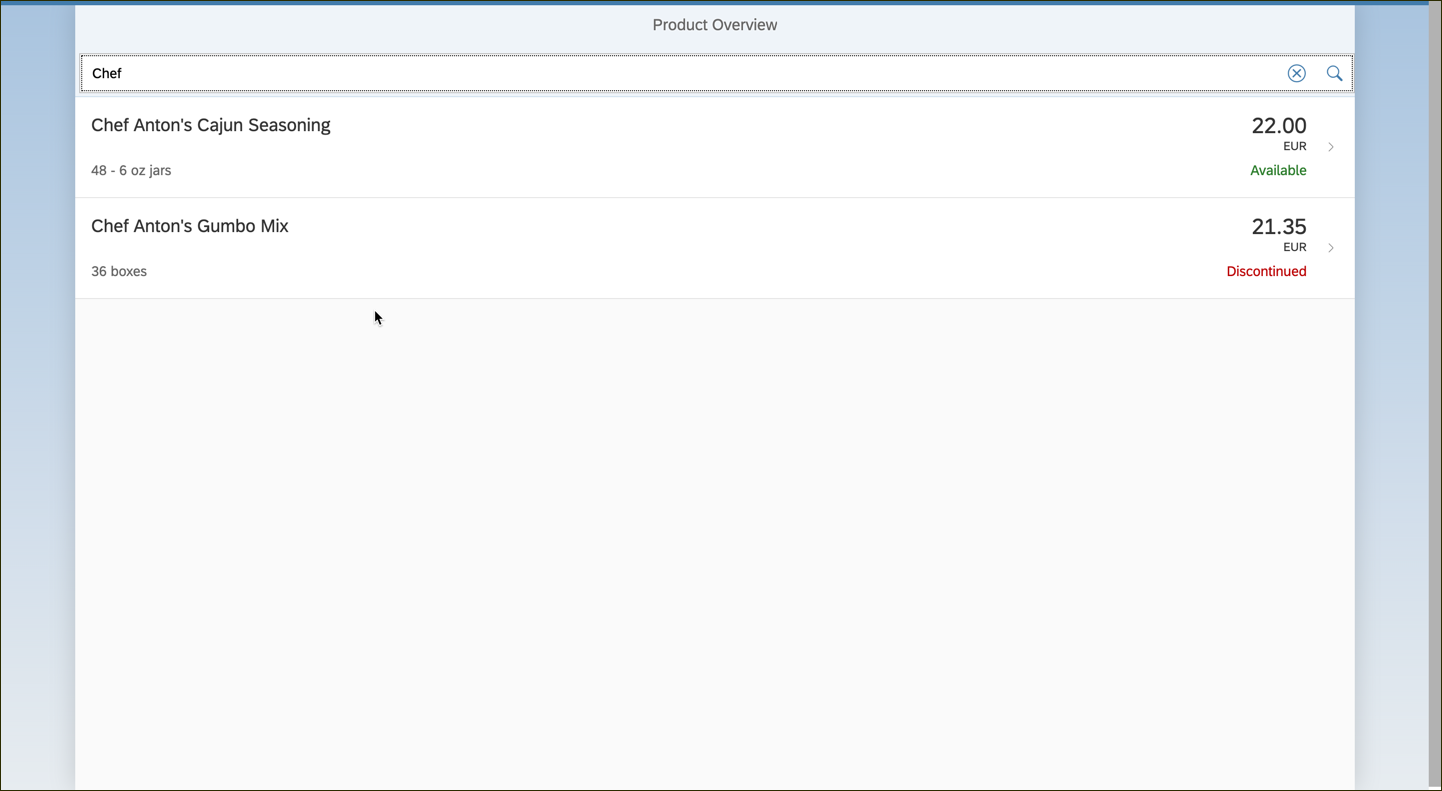 Product Overview
Chef
Chef Anton's Cajun Seasoning
22.00
EUR
48 - 6 oz jars
Available
Chef Anton's Gumbo Mix
21.35
EUR
36 boxes
Discontinued